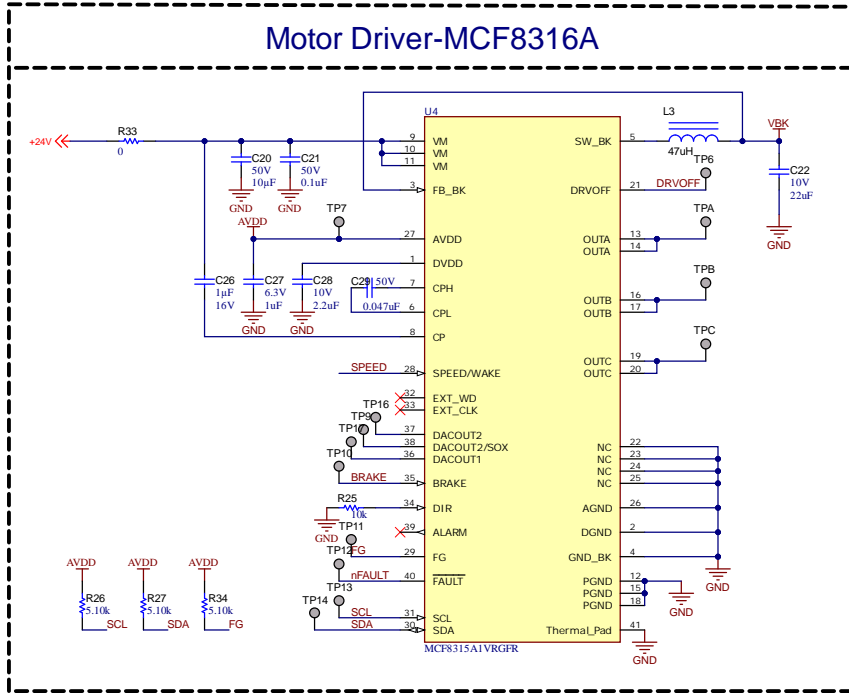 Motor Driver-MCF8316A
+24V
R33
0
C20
50V
10µF
GND
C21
50V
0.1uF
GND
AVDD
TP7
C26
1µF
16V
C27
6.3V
1uF
GND
C28
10V
2.2uF
GND
C29
50V
0.047uF
U4
9 VM
10 VM
11 VM
3 FB_BK
27 AVDD
1 DVDD
7 CPH
6 CPL
8 CP
SPEED 28 SPEED/WAKE
32 EXT_WD
33 EXT_CLK
TP16 37 DACOUT2
TP9 38 DACOUT2/SOX
TP17 36 DACOUT1
TP10 BRAKE 35 BRAKE
R25
10k
GND
34 DIR
39 ALARM
TP11 FG 29 FG
TP12 nFAULT 40 FAULT
TP13 SCL 31 SCL
TP14 SDA 30 SDA
MCF8315A1VRGFR
SW_BK 5
L3
47uH
VBK
C22
10V
22uF
GND
DRVOFF 21 DRVOFF
TP6
OUTA 13
OUTA 14
TPA
OUTB 16
OUTB 17
TPB
OUTC 19
OUTC 20
TPC
NC 22
NC 23
NC 24
NC 25
AGND 26
DGND 2
GND_BK 4
GND
PGND 12
PGND 15
PGND 18
GND
Thermal_Pad 41
GND
AVDD
R26
5.10k
SCL
AVDD
R27
5.10k
SDA
AVDD
R34
5.10k
FG